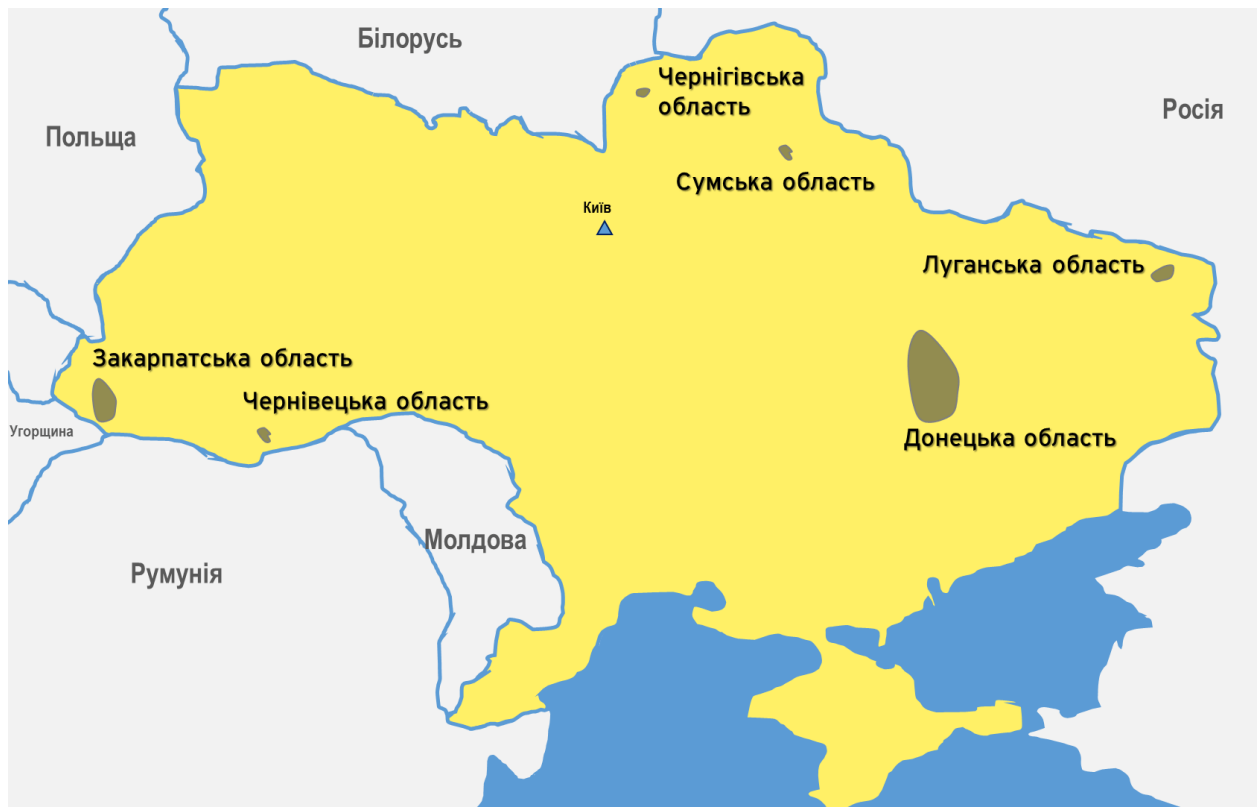 Білорусь
Чернігівська
область
Росія
Польща
Сумська область
Київ
Луганська область
Закарпатська область
Чернівецька область
Угорщина
Донецька область
Молдова
Румунія